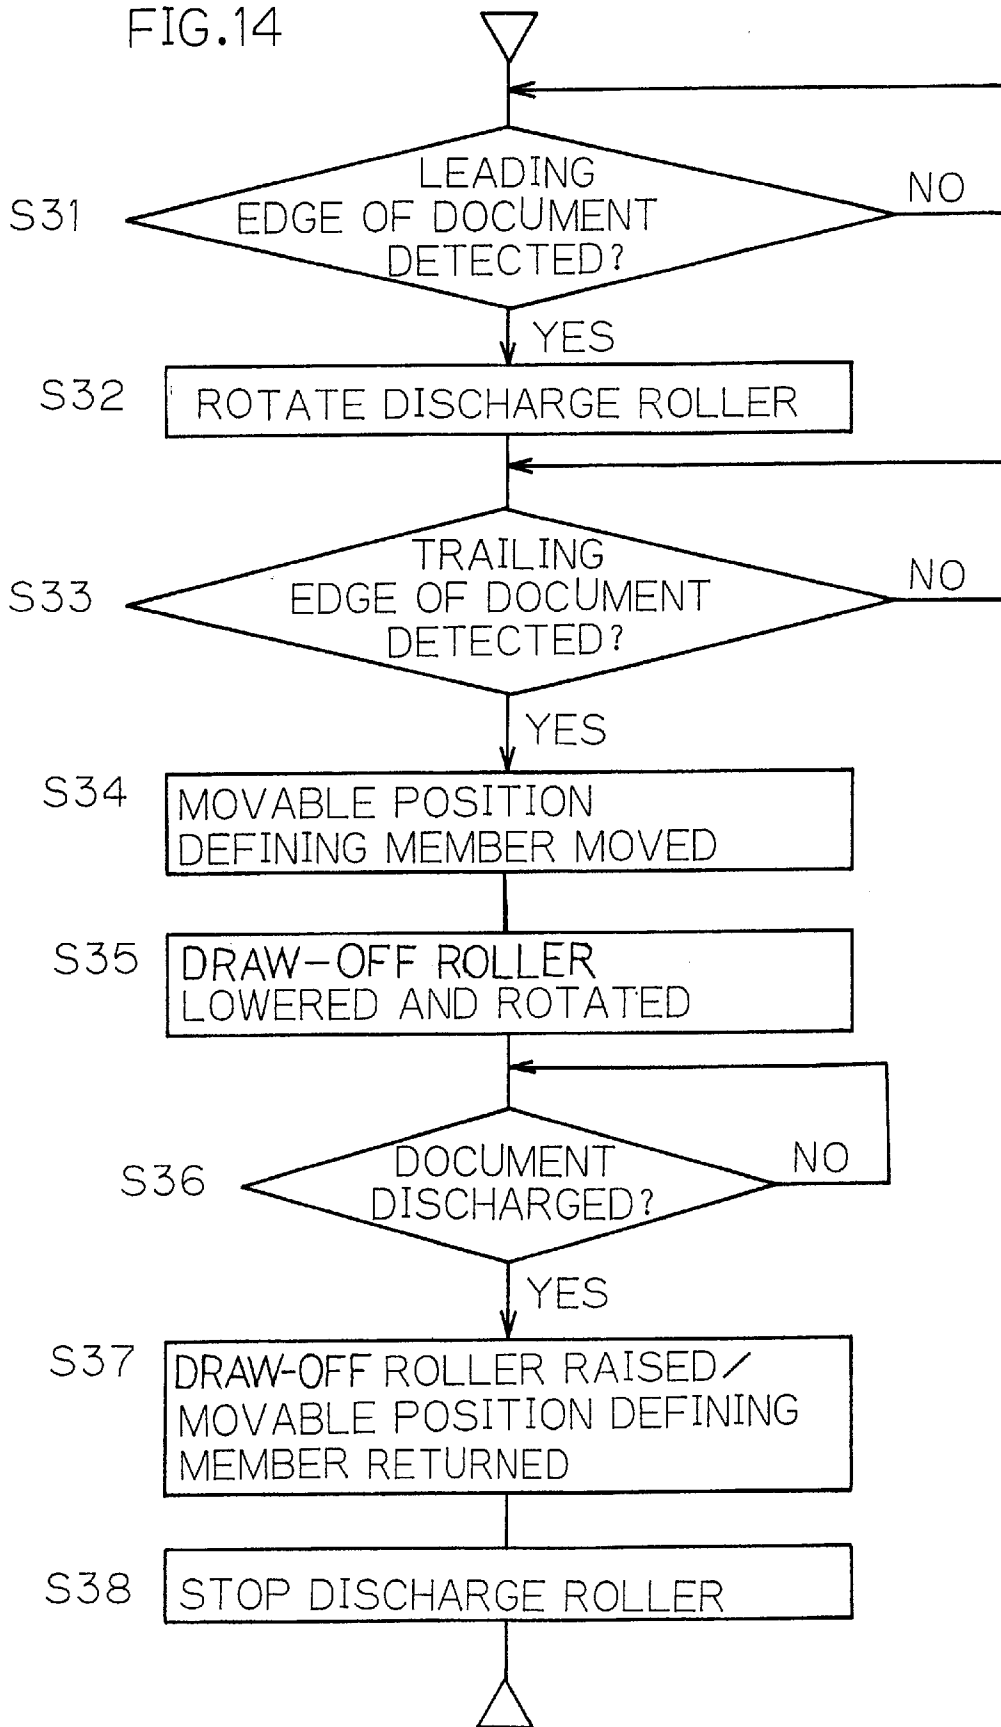 FIG.14
S31
LEADING
EDGE OF DOCUMENT
DETECTED?
NO
YES
S32
ROTATE DISCHARGE ROLLER
S33
TRAILING
EDGE OF DOCUMENT
DETECTED?
NO
YES
S34
MOVABLE POSITION
DEFINING MEMBER MOVED
S35
DRAW-OFF ROLLER
LOWERED AND ROTATED
S36
DOCUMENT
DISCHARGED?
NO
YES
S37
DRAW-OFF ROLLER RAISED/
MOVABLE POSITION DEFINING
MEMBER RETURNED
S38
STOP DISCHARGE ROLLER